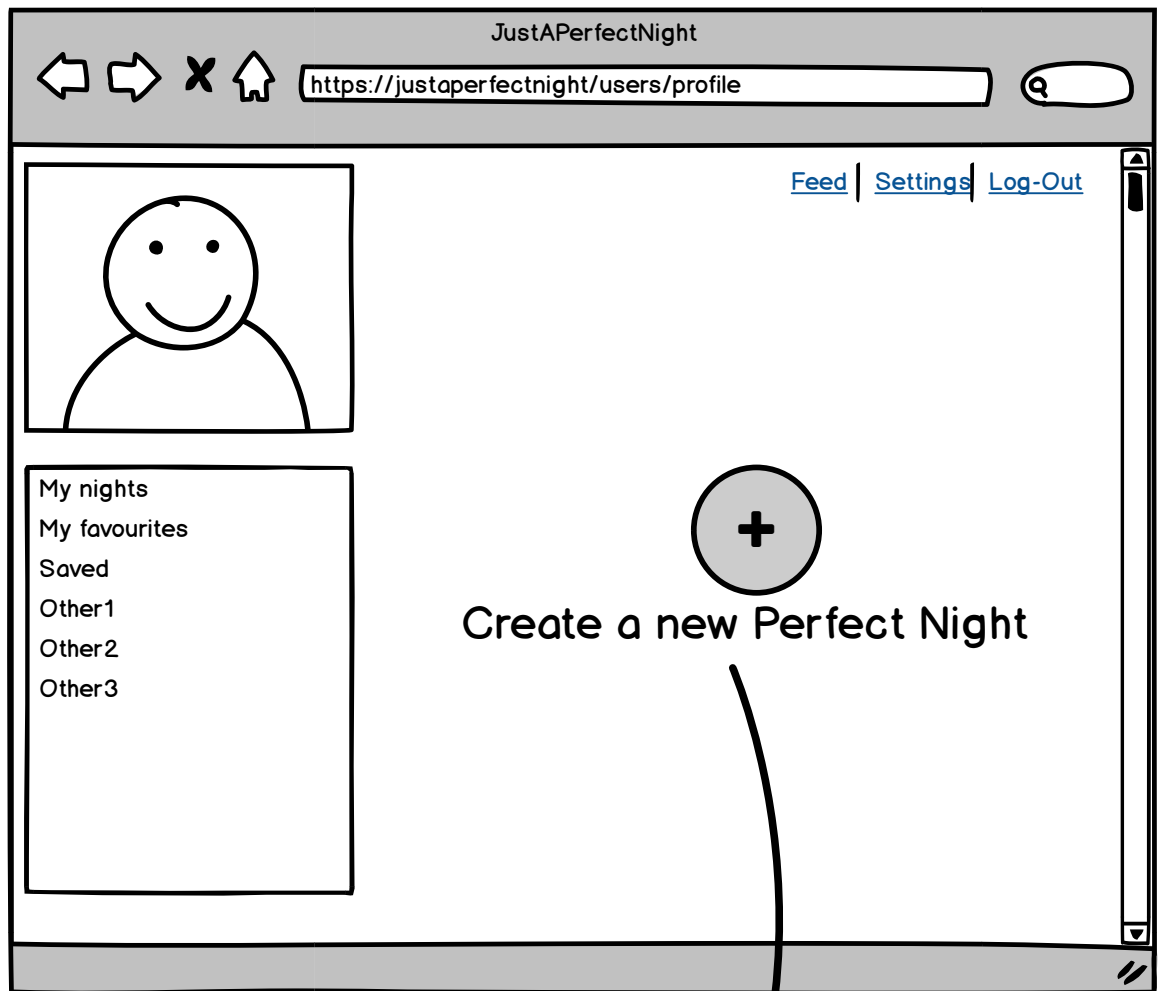 JustAPerfectNight
https://justaperfectnight/users/profile
Feed Settings Log-Out
My nights
My favourites
Saved
Other1
Other2
Other3
Create a new Perfect Night